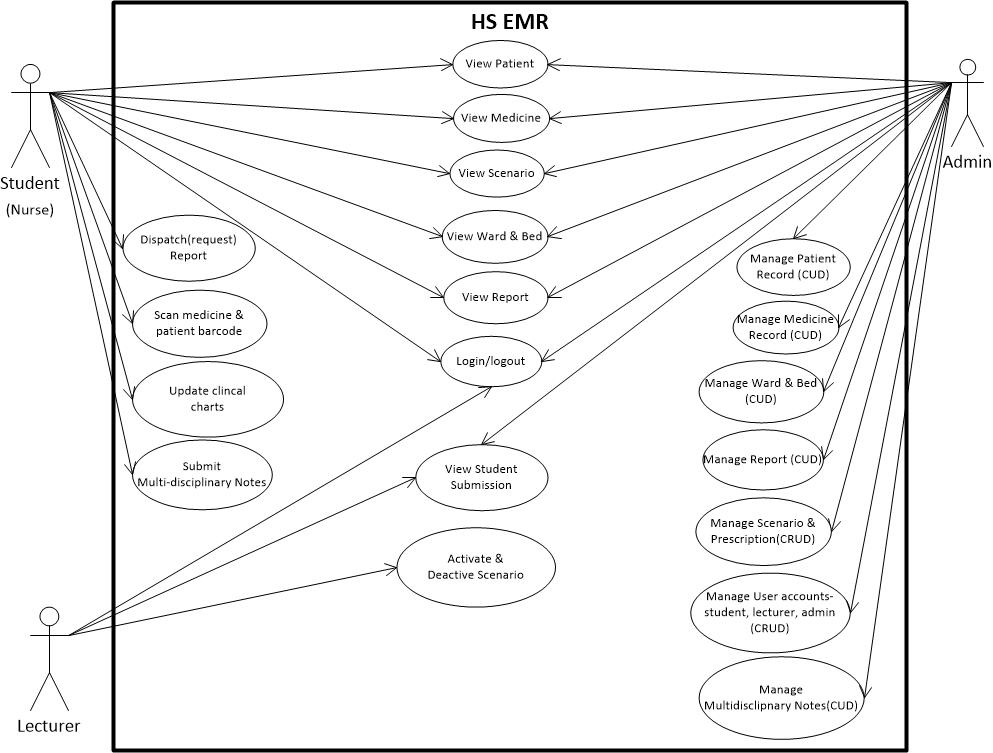 HS EMR
View Patient
View Medicine
View Scenario
View Ward & Bed
View Report
Login/logout
View Student
Submission
Activate &
Deactive Scenario
Student
(Nurse)
Dispatch(request)
Report
Scan medicine &
patient barcode
Update clincal
charts
Submit
Multi-disciplinary Notes
Admin
Manage Patient
Record (CUD)
Manage Medicine
Record (CUD)
Manage Ward & Bed
(CUD)
Manage Report (CUD)
Manage Scenario &
Prescription(CRUD)
Manage User accounts-
student, lecturer, admin
(CRUD)
Manage
Multidisclipnary Notes(CUD)
Lecturer